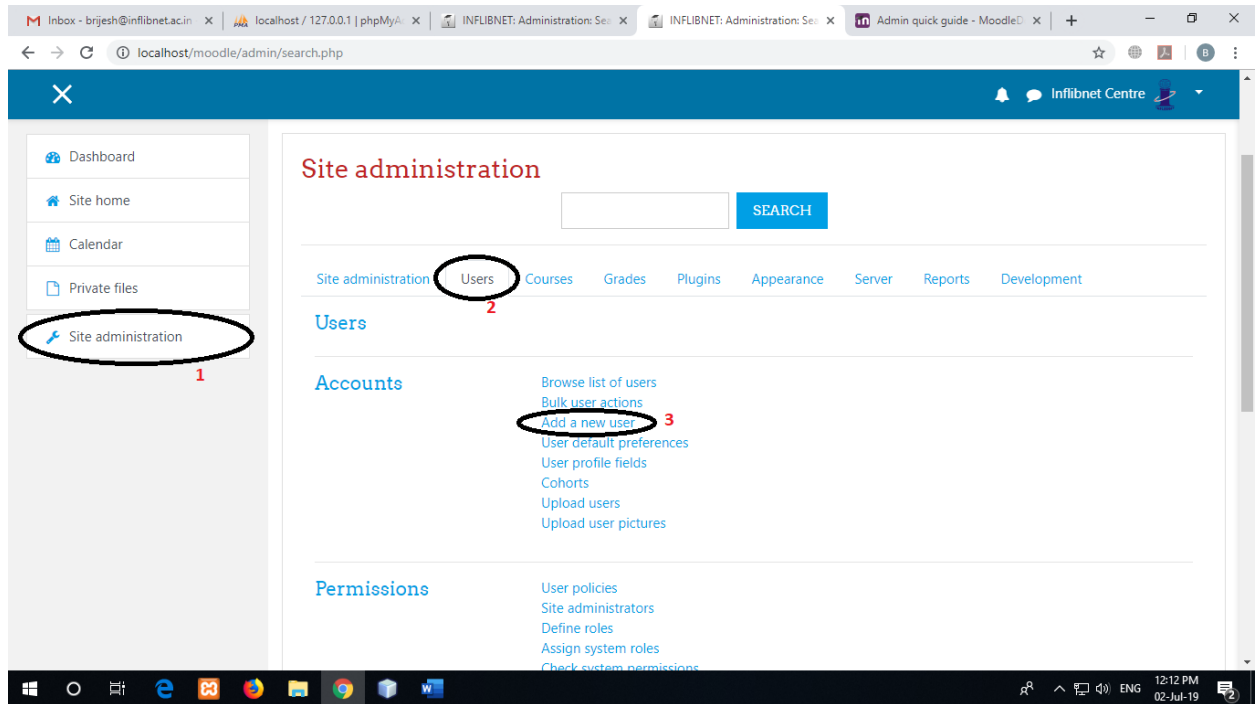 Inbox - brijesh@inflibnet.ac.in
localhost / 127.0.0.1 | phpMyA
INFLIBNET: Administration: Sea
INFLIBNET: Administration: Sea
Admin quick guide - MoodleD
localhost/moodle/admin/search.php
B
Inflibnet Centre
Dashboard
Site home
Calendar
Private files
Site administration
1
Site administration
SEARCH
Site administration Users Courses Grades Plugins Appearance Server Reports Development
2
Users
Accounts
Browse list of users
Bulk user actions
Add a new user 3
User default preferences
User profile fields
Cohorts
Upload users
Upload user pictures
Permissions
User policies
Site administrators
Define roles
Assign system roles
Check system permissions
ENG
12:12 PM
02-Jul-19
2